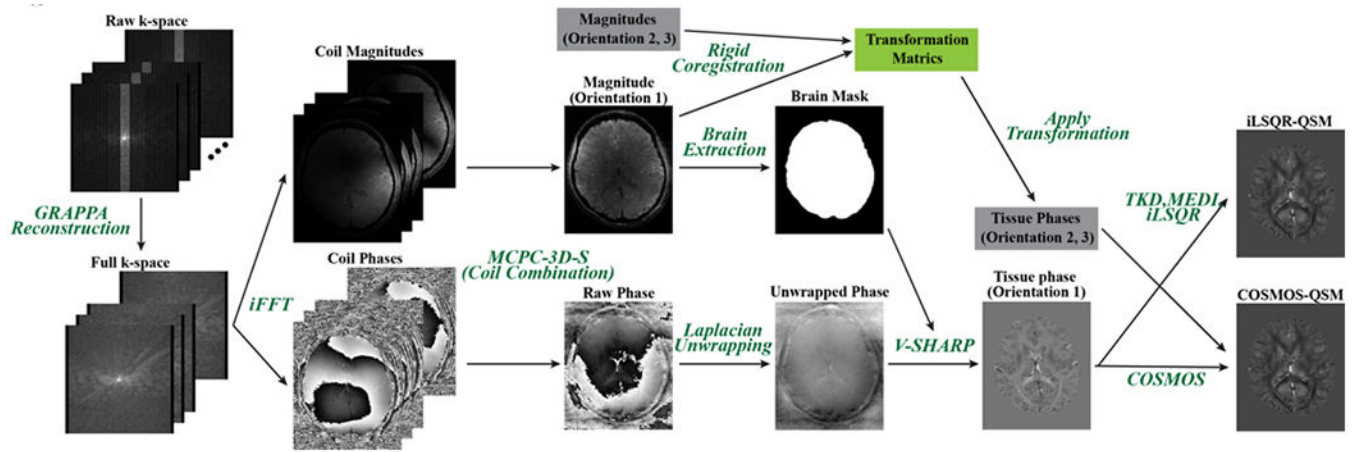 Raw k-space
GRAPPA
Reconstruction
Full k-space
iFFT
Coil Magnitudes
Coil Phases
MCPC-3D-S
(Coil Combination)
Magnitudes
(Orientation 2, 3)
Rigid
Coregistration
Transformation
Matrics
Magnitude
(Orientation 1)
Brain
Extraction
Brain Mask
Apply
Transformation
Raw Phase
Laplacian
Unwrapping
Unwrapped Phase
V-SHARP
Tissue Phases
(Orientation 2, 3)
Tissue phase
(Orientation 1)
TKD,MEDI,
iLSQR
COSMOS
iLSQR-QSM
COSMOS-QSM